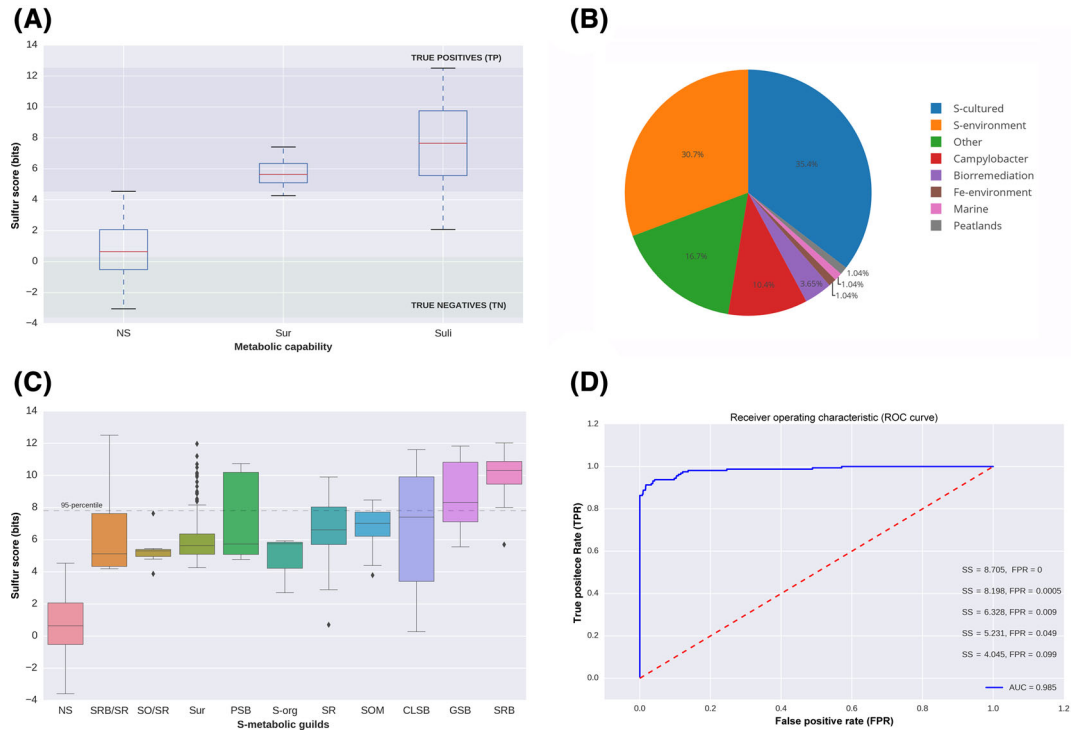 (A)
14
12
10
8
6
4
2
0
−2
−4
Sulfur score (bits)
TRUE POSITIVES (TP)
TRUE NEGATIVES (TN)
NS
Sur
Suli
Metabolic capability
(B)
35.4%
30.7%
16.7%
10.4%
3.65%
1.04%
1.04%
1.04%
S-cultured
S-environment
Other
Campylobacter
Biorremediation
Fe-environment
Marine
Peatlands
(C)
14
12
10
8
6
4
2
0
−2
−4
Sulfur score (bits)
95-percentile
NS
SRB/SR
SO/SR
Sur
PSB
S-org
SR
SOM
CLSB
GSB
SRB
S-metabolic guilds
(D)
Receiver operating characteristic (ROC curve)
1.2
1.0
0.8
0.6
0.4
0.2
0.0
True positece Rate (TPR)
SS = 8.705, FPR = 0
SS = 8.198, FPR = 0.0005
SS = 6.328, FPR = 0.009
SS = 5.231, FPR = 0.049
SS = 4.045, FPR = 0.099
AUC = 0.985
0.0
0.2
0.4
0.6
0.8
1.0
1.2
False positive rate (FPR)